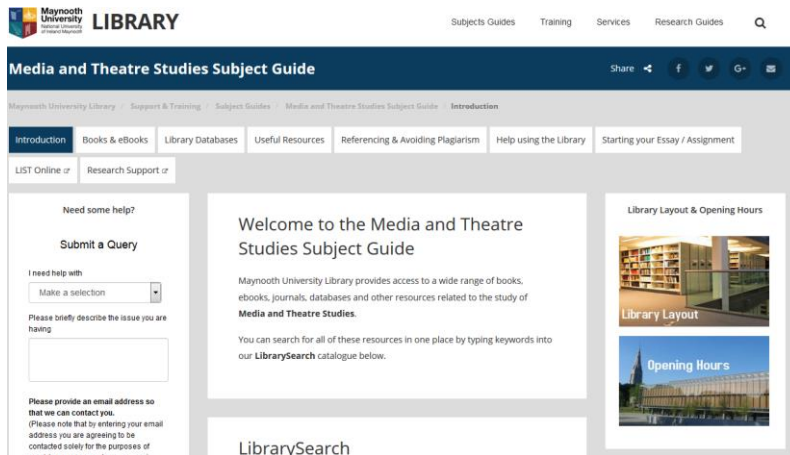 Maynooth
University
National University
of Ireland Maynooth
LIBRARY
Subjects Guides Training Services Research Guides
Media and Theatre Studies Subject Guide
Share
f G+
Maynooth University Library / Support & Training / Subject Guides / Media and Theatre Studies Subject Guide / Introduction
Introduction Books & eBooks Library Databases Useful Resources Referencing & Avoiding Plagiarism Help using the Library Starting your Essay / Assignment
LIST Online Research Support
Need some help?
Submit a Query
I need help with
Make a selection
Please briefly describe the issue you are
having
Please provide an email address so
that we can contact you.
(Please note that by entering your email
address you are agreeing to be
contacted solely for the purposes of
Welcome to the Media and Theatre
Studies Subject Guide
Maynooth University Library provides access to a wide range of books,
ebooks, journals, databases and other resources related to the study of
Media and Theatre Studies.
You can search for all of these resources in one place by typing keywords into
our LibrarySearch catalogue below.
LibrarySearch
Library Layout & Opening Hours
Library Layout
Opening Hours